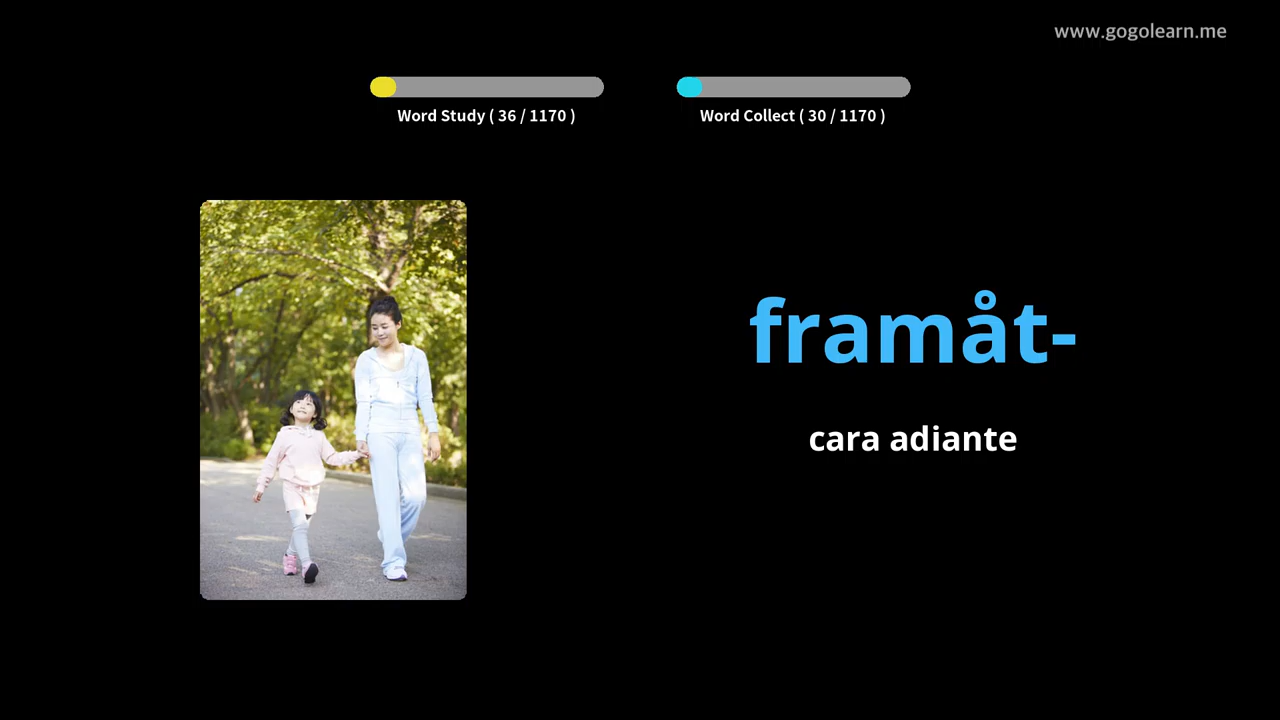 www.gogolearn.me
Word Study ( 36 / 1170 )
Word Collect ( 30 / 1170 )
framåt-
cara adiante